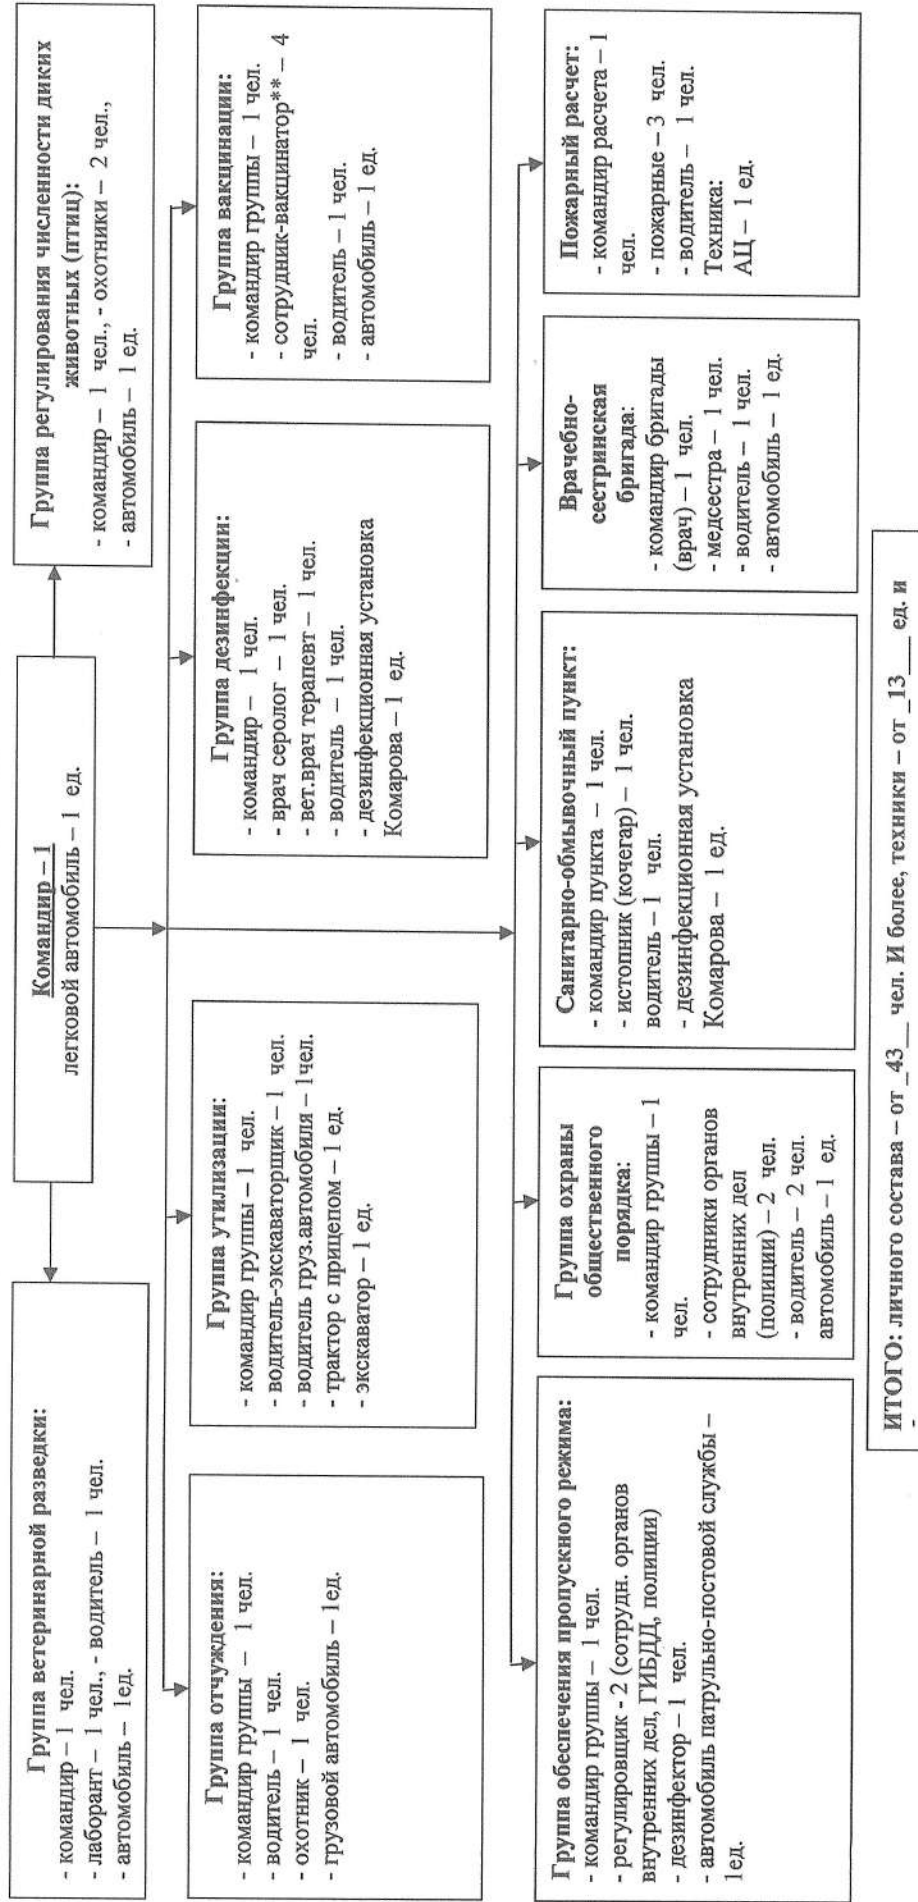 Командир – 1
легковой автомобиль – 1 ед.
Группа ветеринарной разведки:
- командир – 1 чел.
- лаборант – 1 чел., - водитель – 1 чел.
- автомобиль – 1ед.
Группа регулирования численности диких
животных (птиц):
- командир – 1 чел., - охотники – 2 чел.,
- автомобиль – 1 ед.
Группа отчуждения:
- командир группы – 1 чел.
- водитель – 1 чел.
- охотник – 1 чел.
- грузовой автомобиль – 1ед.
Группа утилизации:
- командир группы – 1 чел.
- водитель-экскаваторщик – 1 чел.
- водитель груз.автомобиля – 1чел.
- трактор с прицепом – 1 ед.
- экскаватор – 1 ед.
Группа дезинфекции:
- командир – 1 чел.
- врач серолог – 1 чел.
- вет.врач терапевт – 1 чел.
- водитель – 1 чел.
- дезинфекционная установка
Комарова – 1 ед.
Группа вакцинации:
- командир группы – 1 чел.
- сотрудник-вакцинатор** – 4
чел.
- водитель – 1 чел.
- автомобиль – 1 ед.
Группа обеспечения пропускного режима:
- командир группы – 1 чел.
- регулировщик - 2 (сотрудн. органов
внутренних дел, ГИБДД, полиции)
- дезинфектор – 1 чел.
- автомобиль патрульно-постовой службы –
1ед.
Группа охраны
общественного
порядка:
- командир группы – 1
чел.
- сотрудники органов
внутренних дел
(полиции) – 2 чел.
- водитель – 2 чел.
автомобиль – 1 ед.
Санитарно-обмывочный пункт:
- командир пункта – 1 чел.
- истопник (кочегар) – 1 чел.
водитель – 1 чел.
- дезинфекционная установка
Комарова – 1 ед.
Врачебно-
сестринская
бригада:
- командир бригады
(врач) – 1 чел.
- медсестра – 1 чел.
- водитель – 1 чел.
- автомобиль – 1 ед.
Пожарный расчет:
- командир расчета – 1
чел.
- пожарные – 3 чел.
- водитель – 1 чел.
Техника:
АЦ – 1 ед.
ИТОГО: личного состава – от _43__ чел. И более, техники – от _13___ ед. и
-